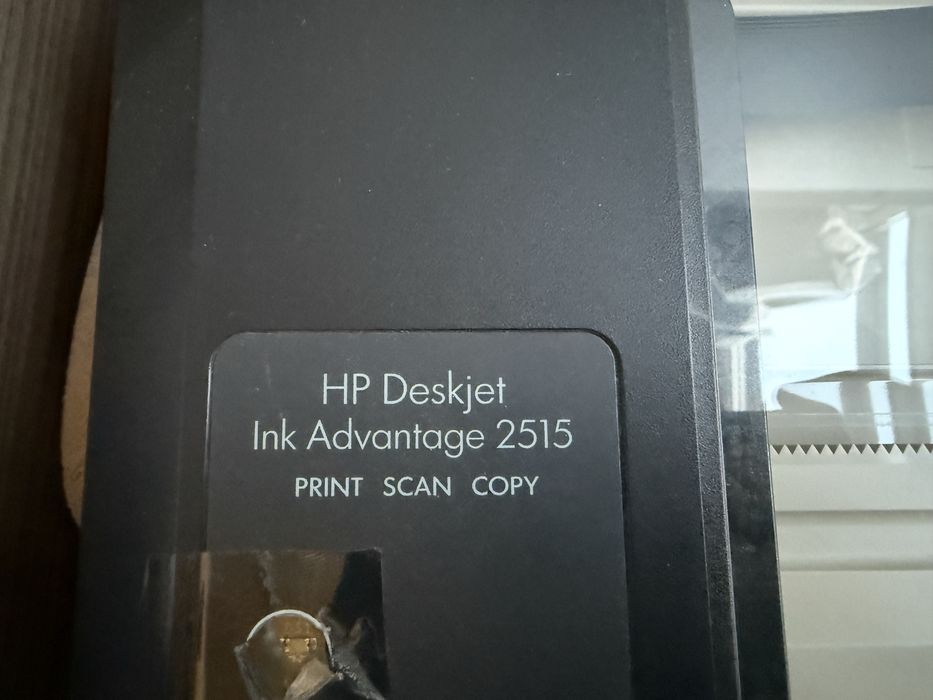 HP Deskjet
Ink Advantage 2515
PRINT SCAN COPY